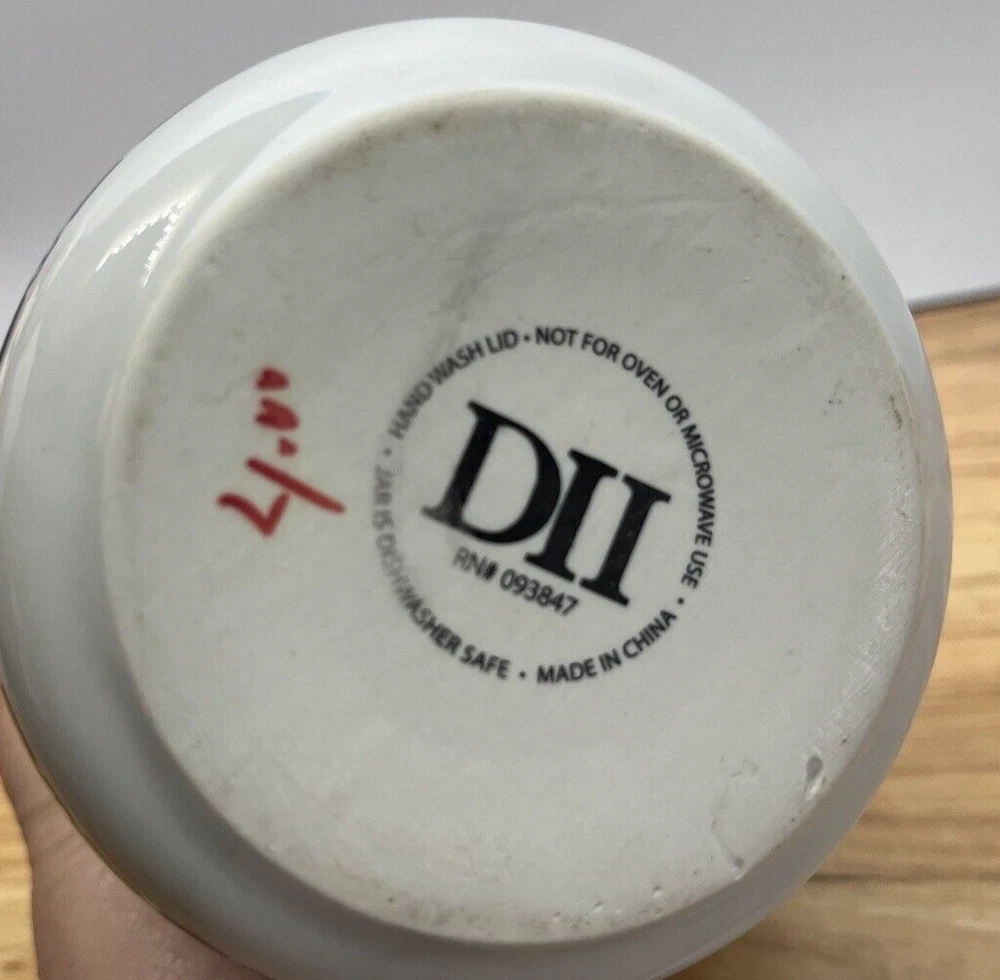 HAND WASH LID • NOT FOR OVEN OR MICROWAVE USE • MADE IN CHINA • JAR IS DISHWASHER SAFE •
DII
RN# 093847